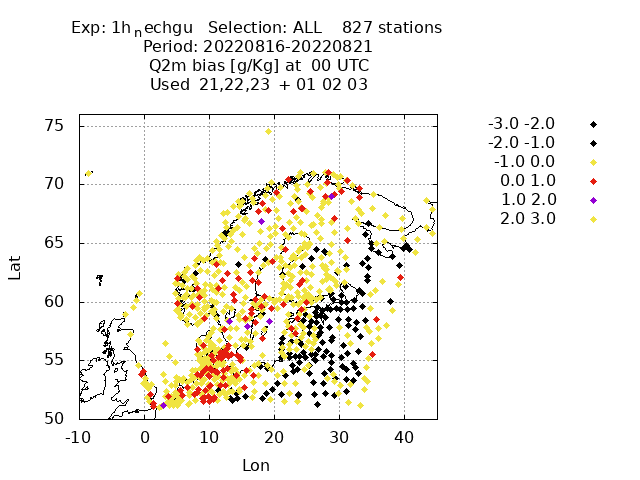 Exp: 1hnechgu Selection: ALL 827 stations
Period: 20220816-20220821
Q2m bias [g/Kg] at 00 UTC
Used 21,22,23 + 01 02 03
-3.0 -2.0
-2.0 -1.0
-1.0 0.0
0.0 1.0
1.0 2.0
2.0 3.0
75
70
65
60
55
50
Lat
-10 0 10 20 30 40
Lon